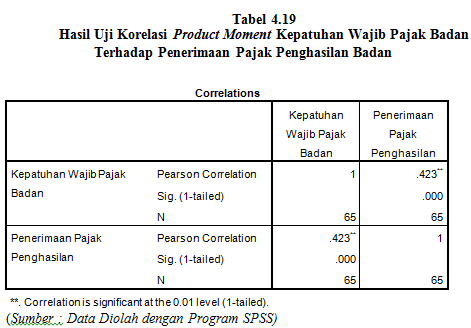 Tabel 4.19
Hasil Uji Korelasi Product Moment Kepatuhan Wajib Pajak Badan
Terhadap Penerimaan Pajak Penghasilan Badan
Correlations
Kepatuhan Wajib Pajak Badan Penerimaan Pajak Penghasilan
Kepatuhan Wajib Pajak Badan Pearson Correlation 1 .423**
Sig. (1-tailed) .000
N 65 65
Penerimaan Pajak Penghasilan Pearson Correlation .423** 1
Sig. (1-tailed) .000
N 65 65
**. Correlation is significant at the 0.01 level (1-tailed).
(Sumber : Data Diolah dengan Program SPSS)